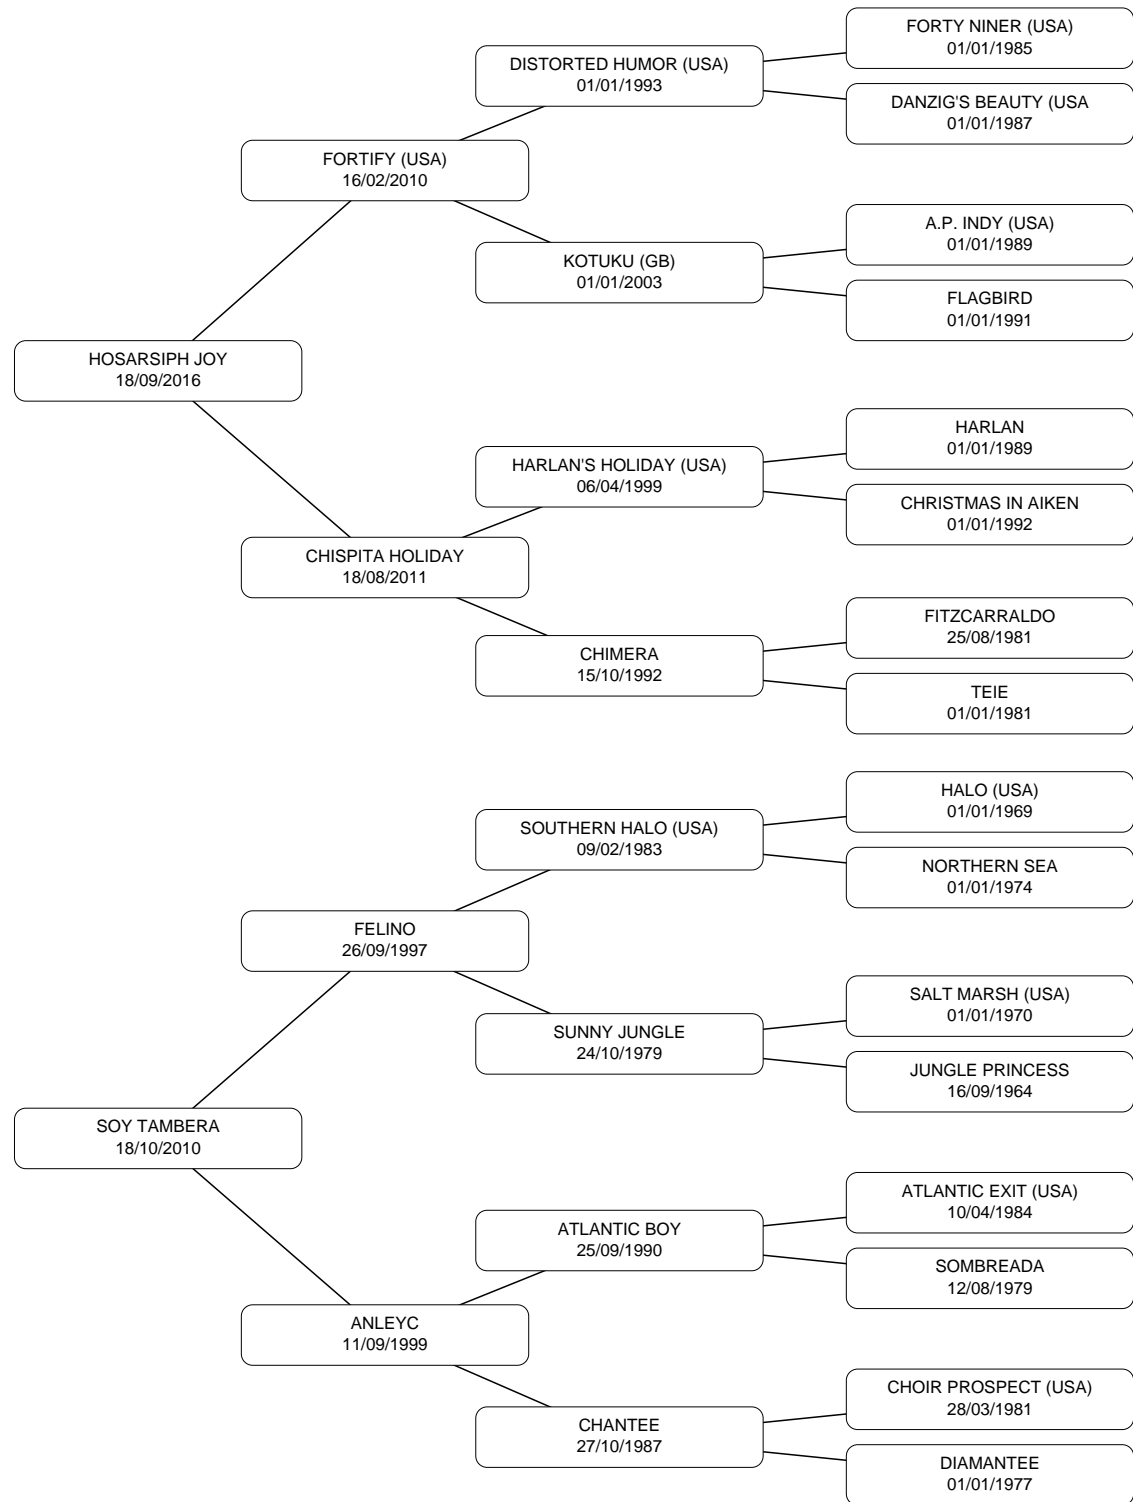 FORTY NINER (USA)
01/01/1985
DISTORTED HUMOR (USA)
01/01/1993
DANZIG'S BEAUTY (USA
01/01/1987
FORTIFY (USA)
16/02/2010
A.P. INDY (USA)
01/01/1989
KOTUKU (GB)
01/01/2003
FLAGBIRD
01/01/1991
HOSARSIPH JOY
18/09/2016
HARLAN
01/01/1989
HARLAN'S HOLIDAY (USA)
06/04/1999
CHRISTMAS IN AIKEN
01/01/1992
CHISPITA HOLIDAY
18/08/2011
FITZCARRALDO
25/08/1981
CHIMERA
15/10/1992
TEIE
01/01/1981
HALO (USA)
01/01/1969
SOUTHERN HALO (USA)
09/02/1983
NORTHERN SEA
01/01/1974
FELINO
26/09/1997
SALT MARSH (USA)
01/01/1970
SUNNY JUNGLE
24/10/1979
JUNGLE PRINCESS
16/09/1964
SOY TAMBERA
18/10/2010
ATLANTIC EXIT (USA)
10/04/1984
ATLANTIC BOY
25/09/1990
SOMBREADA
12/08/1979
ANLEYC
11/09/1999
CHOIR PROSPECT (USA)
28/03/1981
CHANTEE
27/10/1987
DIAMANTEE
01/01/1977